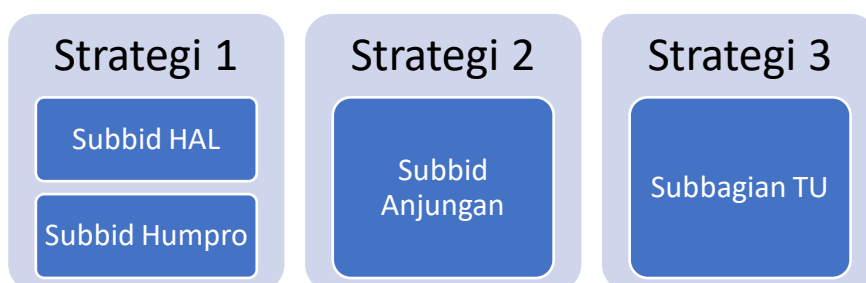 Strategi 1
Subbid HAL
Subbid Humpro
Strategi 2
Subbid
Anjungan
Strategi 3
Subbagian TU